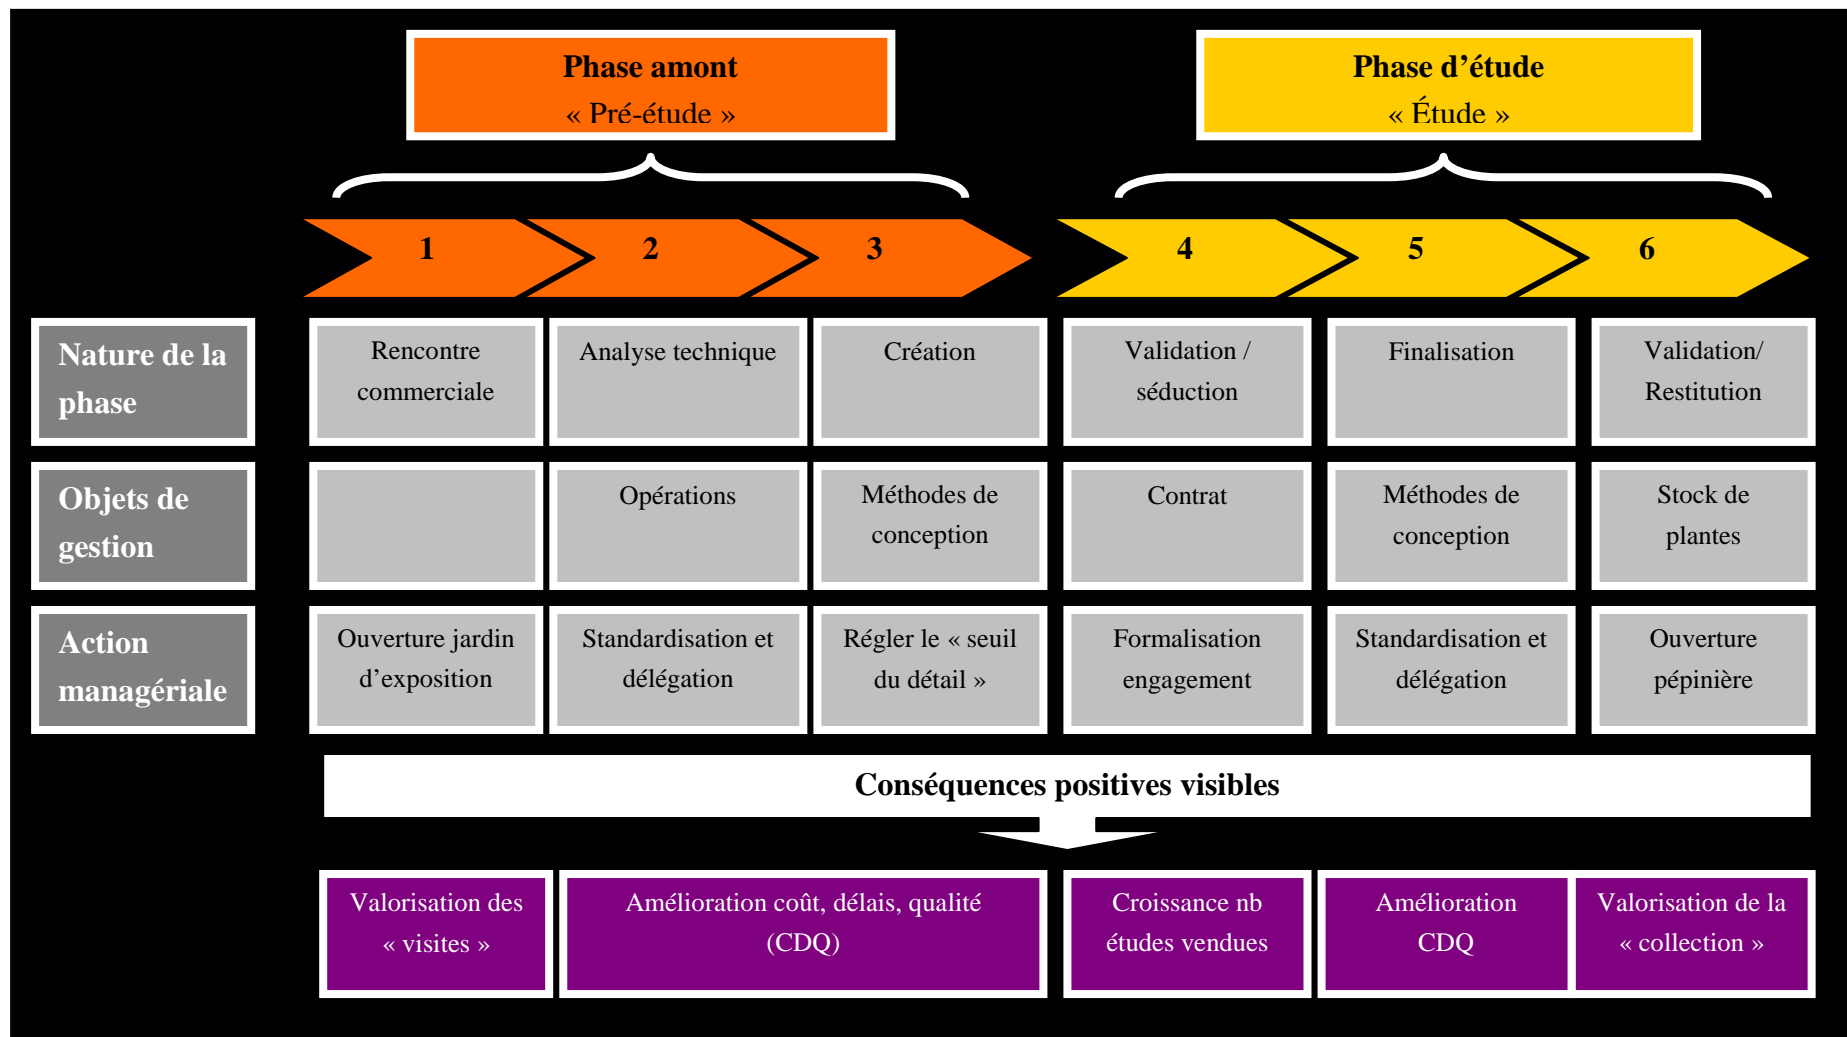 Phase amont
« Pré-étude »
Phase d’étude
« Étude »
1
2
3
4
5
6
Nature de la
phase
Rencontre
commerciale
Analyse technique
Création
Validation /
séduction
Finalisation
Validation/
Restitution
Objets de
gestion
Opérations
Méthodes de
conception
Contrat
Méthodes de
conception
Stock de
plantes
Action
managériale
Ouverture jardin
d’exposition
Standardisation et
délégation
Régler le « seuil
du détail »
Formalisation
engagement
Standardisation et
délégation
Ouverture
pépinière
Conséquences positives visibles
Valorisation des
« visites »
Amélioration coût, délais, qualité
(CDQ)
Croissance nb
études vendues
Amélioration
CDQ
Valorisation de la
« collection »